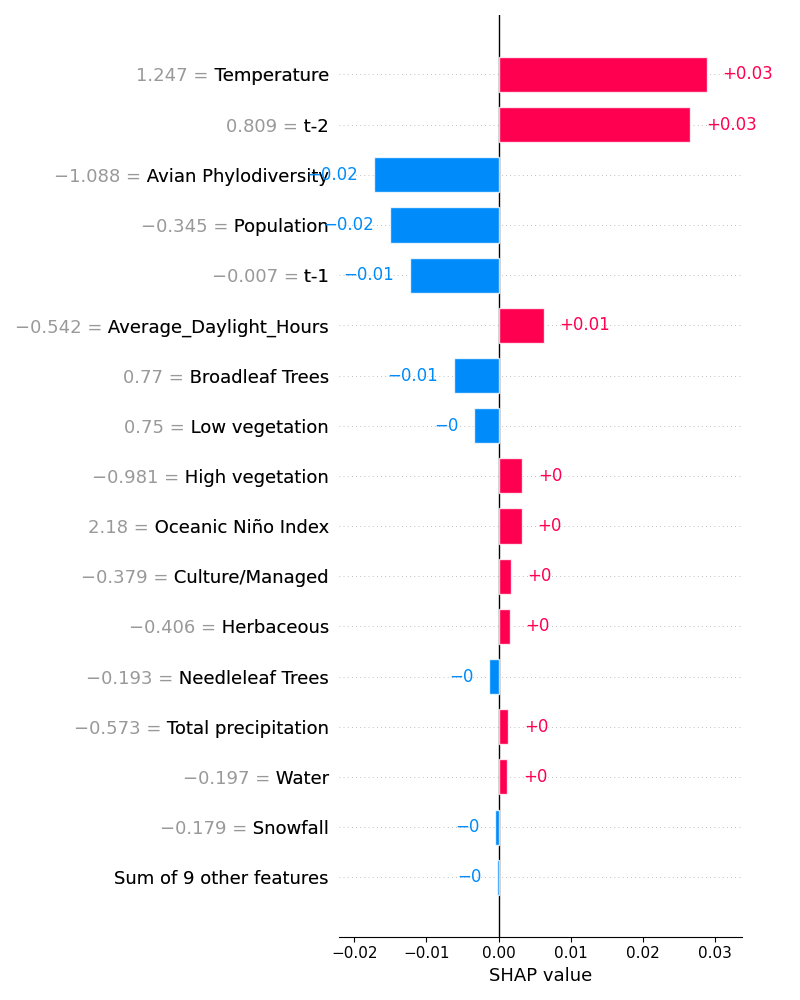 1.247 = Temperature +0.03
0.809 = t-2 +0.03
−1.088 = Avian Phylodiversity −0.02
−0.345 = Population −0.02
−0.007 = t-1 −0.01
−0.542 = Average_Daylight_Hours +0.01
0.77 = Broadleaf Trees −0.01
0.75 = Low vegetation −0
−0.981 = High vegetation +0
2.18 = Oceanic Niño Index +0
−0.379 = Culture/Managed +0
−0.406 = Herbaceous +0
−0.193 = Needleleaf Trees −0
−0.573 = Total precipitation +0
−0.197 = Water +0
−0.179 = Snowfall −0
Sum of 9 other features −0
−0.02 −0.01 0.00 0.01 0.02 0.03
SHAP value